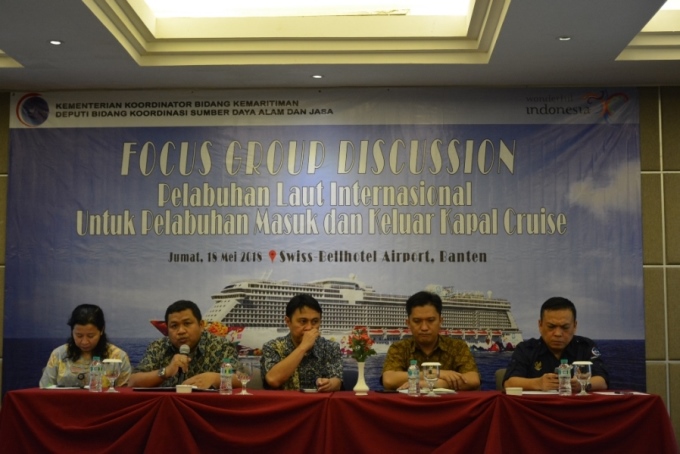 KEMENTERIAN KOORDINATOR BIDANG KEMARITIMAN
DEPUTI BIDANG KOORDINASI SUMBER DAYA ALAM DAN JASA
indonesia
FOCUS GROUP DISCUSSION
Pelabuhan Laut Internasional
Untuk Pelabuhan Masuk dan Keluar Kapal Cruise
Jumat, 18 Mei 2018 Swiss-Bellhotel Airport, Banten